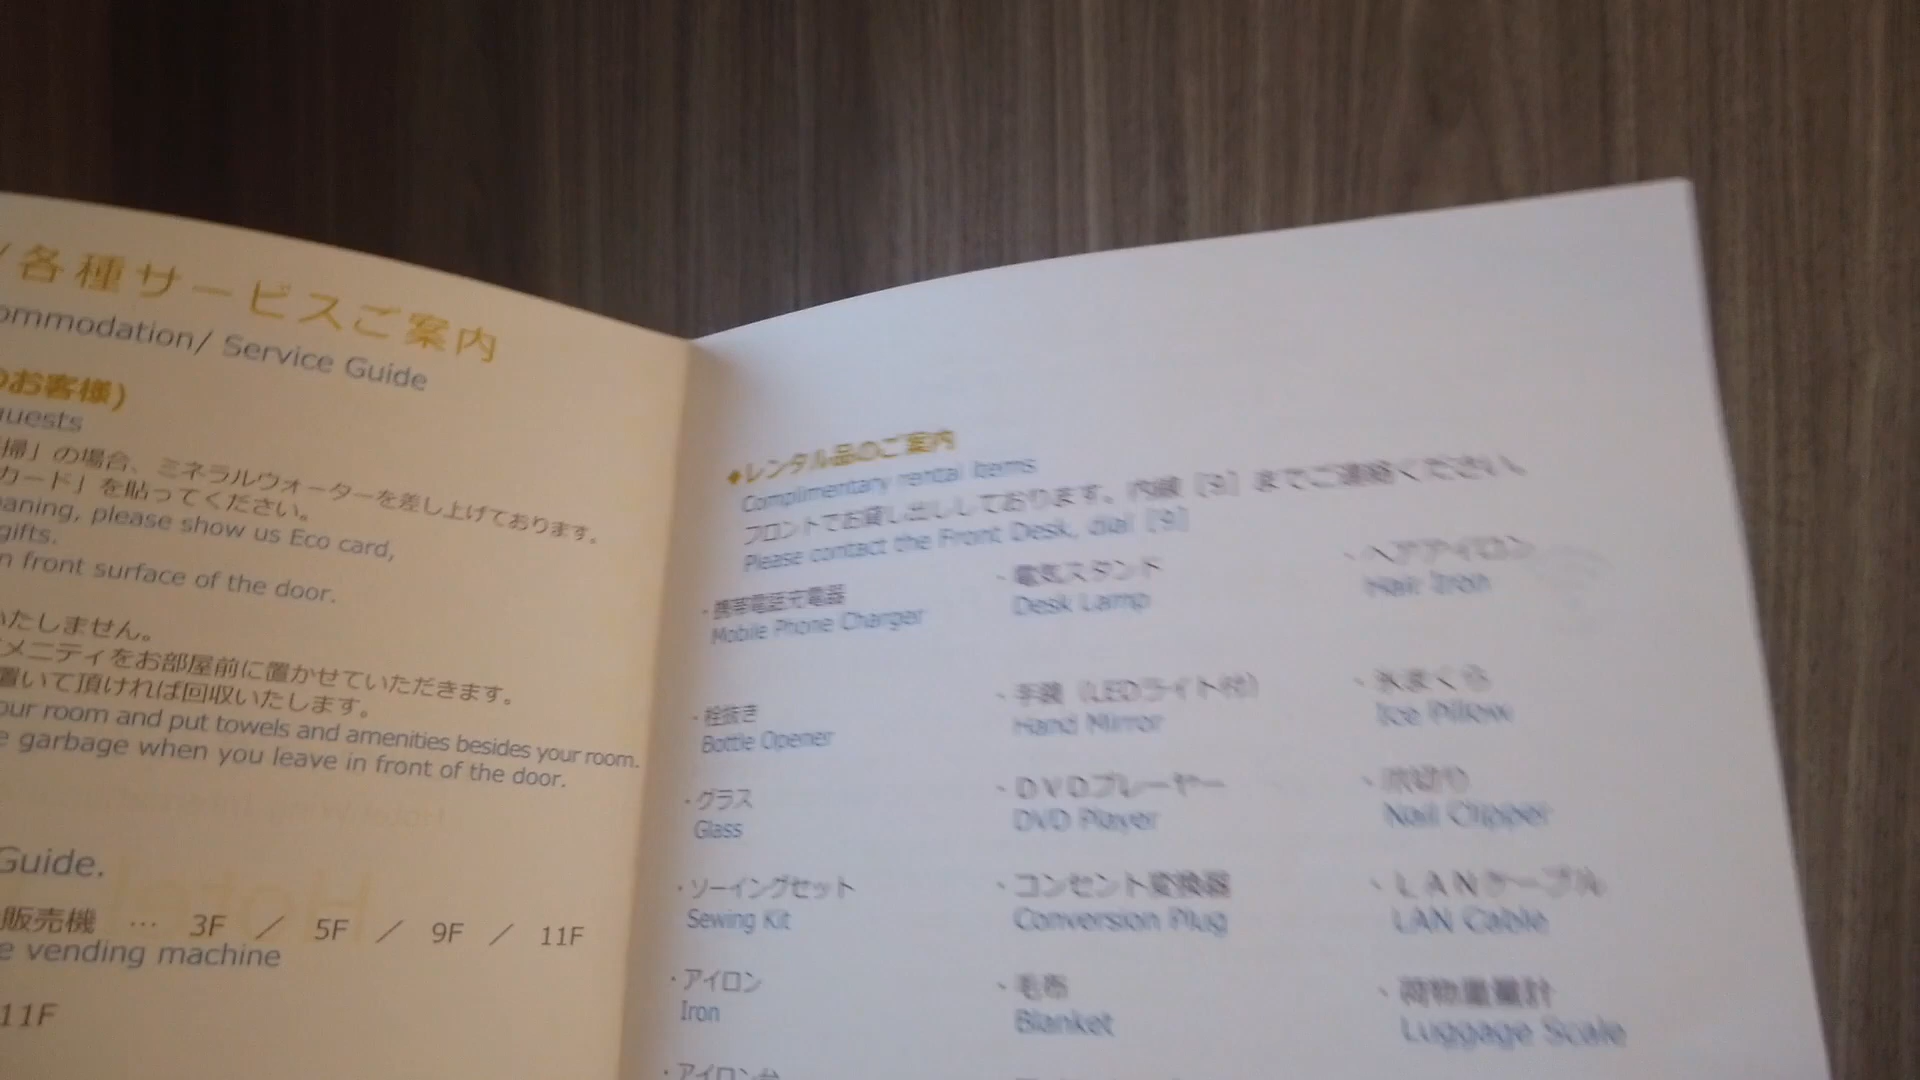 各種サービスご案内
ommodation/ Service Guide
のお客様)
uests
掃」の場合、ミネラルウォーターを差し上げております。
カード」を貼ってください。
aning, please show us Eco card,
gifts.
n front surface of the door.
いたしません。
メニティをお部屋前に置かせていただきます。
置いて頂ければ回収いたします。
our room and put towels and amenities besides your room.
e garbage when you leave in front of the door.
Guide.
販売機 … 3F ／ 5F ／ 9F ／ 11F
e vending machine
11F
◆レンタル品のご案内
Complimentary rental items
フロントでお貸し出ししております。内線［9］までご連絡ください。
Please contact the Front Desk, dial［9］
・携帯電話充電器
Mobile Phone Charger
・栓抜き
Bottle Opener
・グラス
Glass
・ソーイングセット
Sewing Kit
・アイロン
Iron
・アイロン台
・電気スタンド
Desk Lamp
・手鏡（LEDライト付）
Hand Mirror
・ＤＶＤプレーヤー
DVD Player
・コンセント変換器
Conversion Plug
・毛布
Blanket
・ヘアアイロン
Hair Iron
・氷まくら
Ice Pillow
・爪切り
Nail Clipper
・ＬＡＮケーブル
LAN Cable
・荷物重量計
Luggage Scale